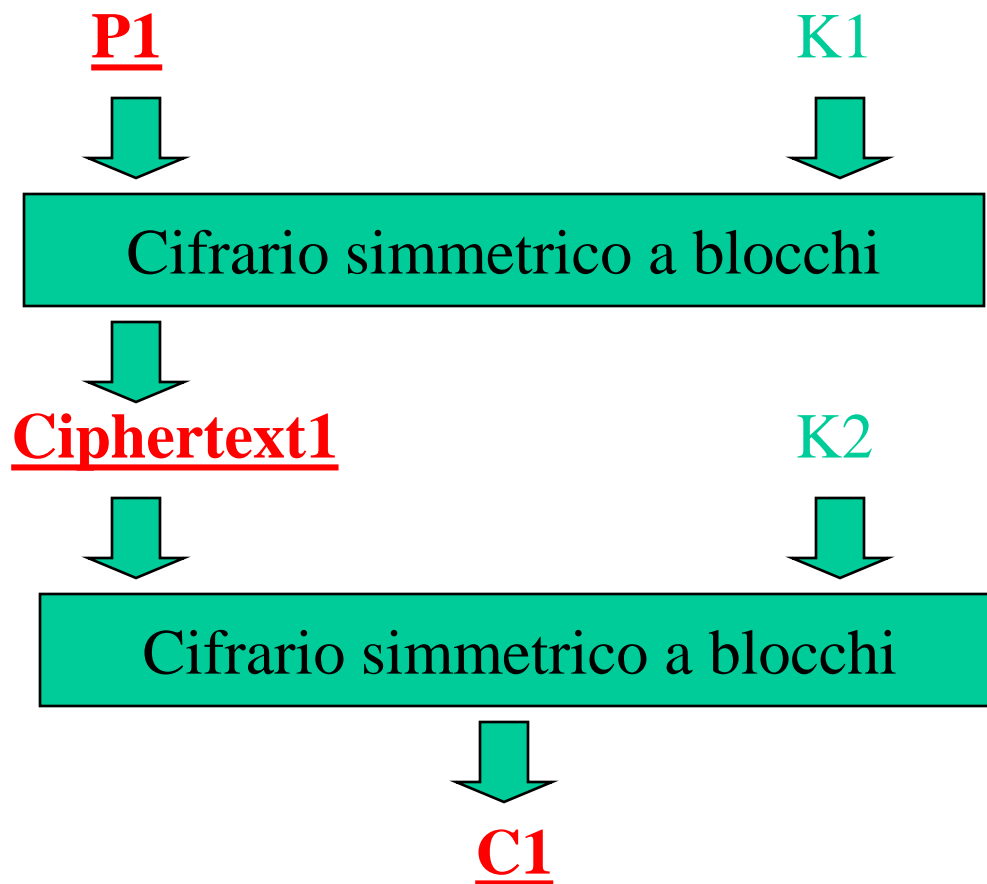 P1 K1
Cifrario simmetrico a blocchi
Ciphertext1 K2
Cifrario simmetrico a blocchi
C1